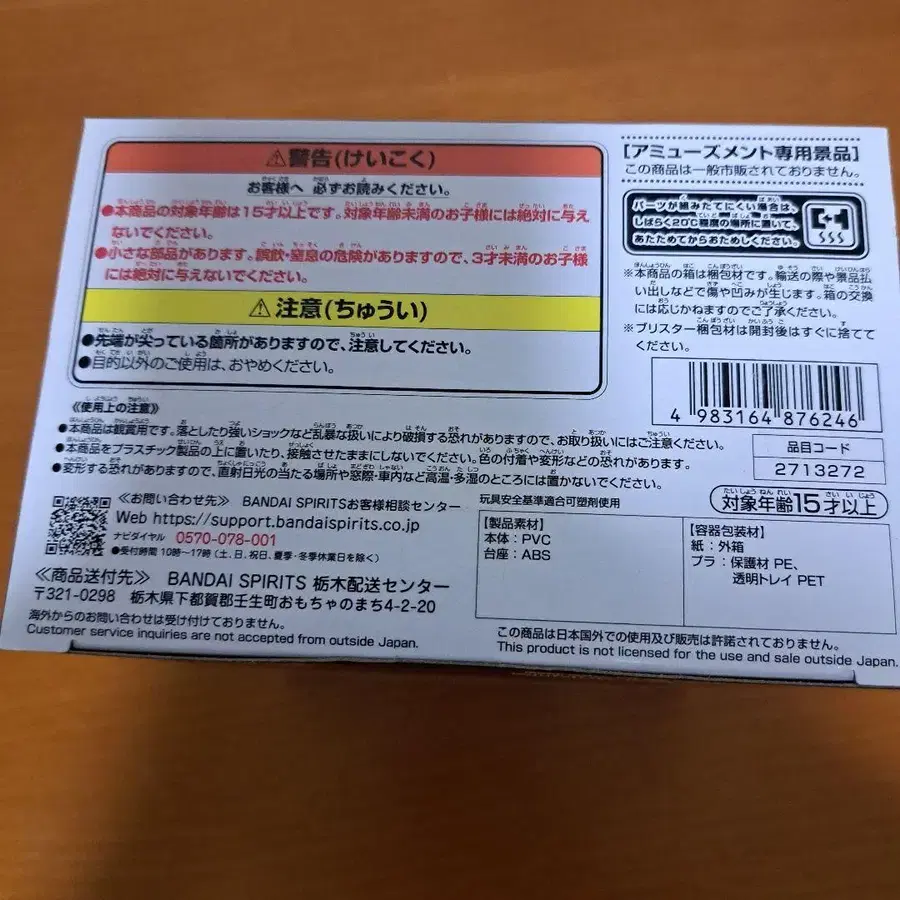 ⚠警告(けいこく)
お客様へ 必ずお読みください。
●本商品の対象年齢は15才以上です。対象年齢未満のお子様には絶対に与え
ないでください。
●小さな部品があります。誤飲・窒息の危険がありますので、3才未満のお子様
には絶対に与えないでください。
⚠注意(ちゅうい)
●先端が尖っている箇所がありますので、注意してください。
●目的以外のご使用は、おやめください。
《使用上の注意》
●本商品は観賞用です。落としたり強いショックなど乱暴な扱いにより破損する恐れがありますので、お取り扱いにはご注意ください。
●本商品をプラスチック製品の上に置いたり、接触させたままにしないでください。色の付着や変形などの恐れがあります。
●変形する恐れがありますので、直射日光の当たる場所や窓際・車内など高温・多湿のところには置かないでください。
≪お問い合わせ先≫ BANDAI SPIRITSお客様相談センター
Web https://support.bandaispirits.co.jp
ナビダイヤル 0570-078-001
●受付時間 10時〜17時(土、日、祝日、夏季・冬季休業日を除く)
≪商品送付先≫ BANDAI SPIRITS 栃木配送センター
〒321-0298 栃木県下都賀郡壬生町おもちゃのまち4-2-20
海外からのお問い合わせは受け付けておりません。
Customer service inquiries are not accepted from outside Japan.
[アミューズメント専用景品]
この商品は一般市販されておりません。
パーツが組みたてにくい場合は、
しばらく20℃程度の場所に置いて、
あたためてからおためしください。
※本商品の箱は梱包材です。輸送の際や景品払
い出しなどで傷や凹みが生じます。箱の交換
には応じかねますのでご了承ください。
※ブリスター梱包材は開封後はすぐに捨てて
ください。
4 983164 876246
品目コード
2713272
対象年齢15才以上
玩具安全基準適合可塑剤使用
【製品素材】
本体:PVC
台座:ABS
【容器包装材】
紙:外箱
プラ:保護材 PE、
透明トレイ PET
この商品は日本国外での使用及び販売は許諾されておりません。
This product is not licensed for the use and sale outside Japan.